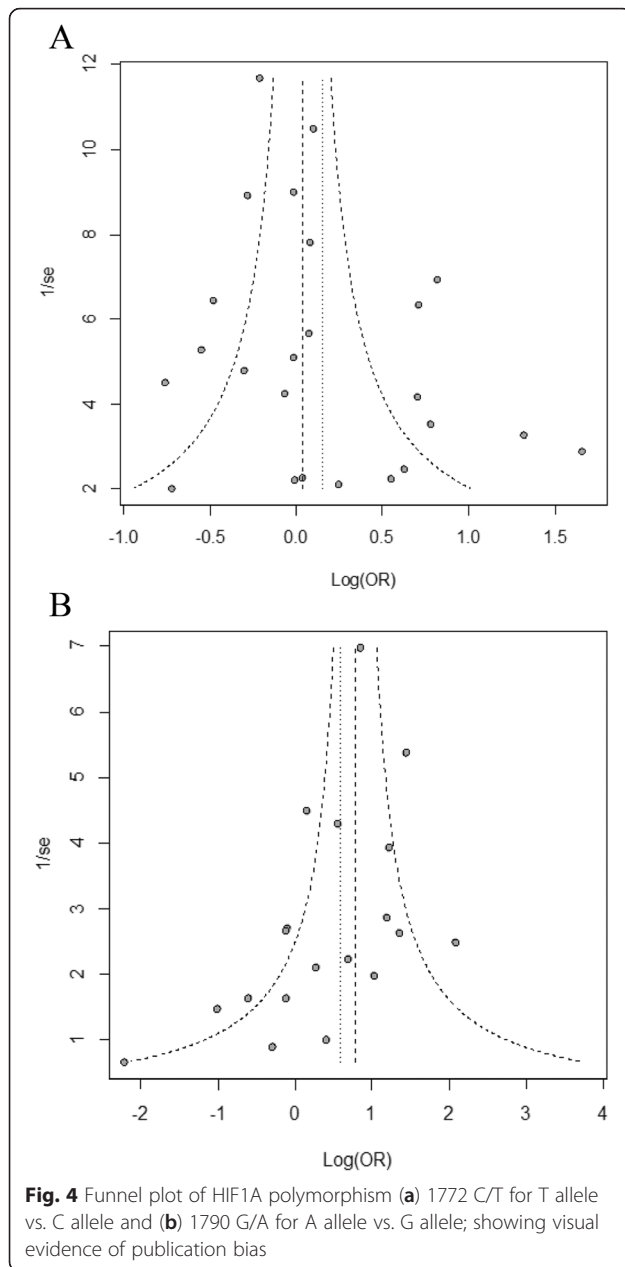 A
12
10
8
6
4
2
1/se
-1.0 -0.5 0.0 0.5 1.0 1.5
Log(OR)
B
7
6
5
4
3
2
1
1/se
-2 -1 0 1 2 3 4
Log(OR)
Fig. 4 Funnel plot of HIF1A polymorphism (a) 1772 C/T for T allele
vs. C allele and (b) 1790 G/A for A allele vs. G allele; showing visual
evidence of publication bias